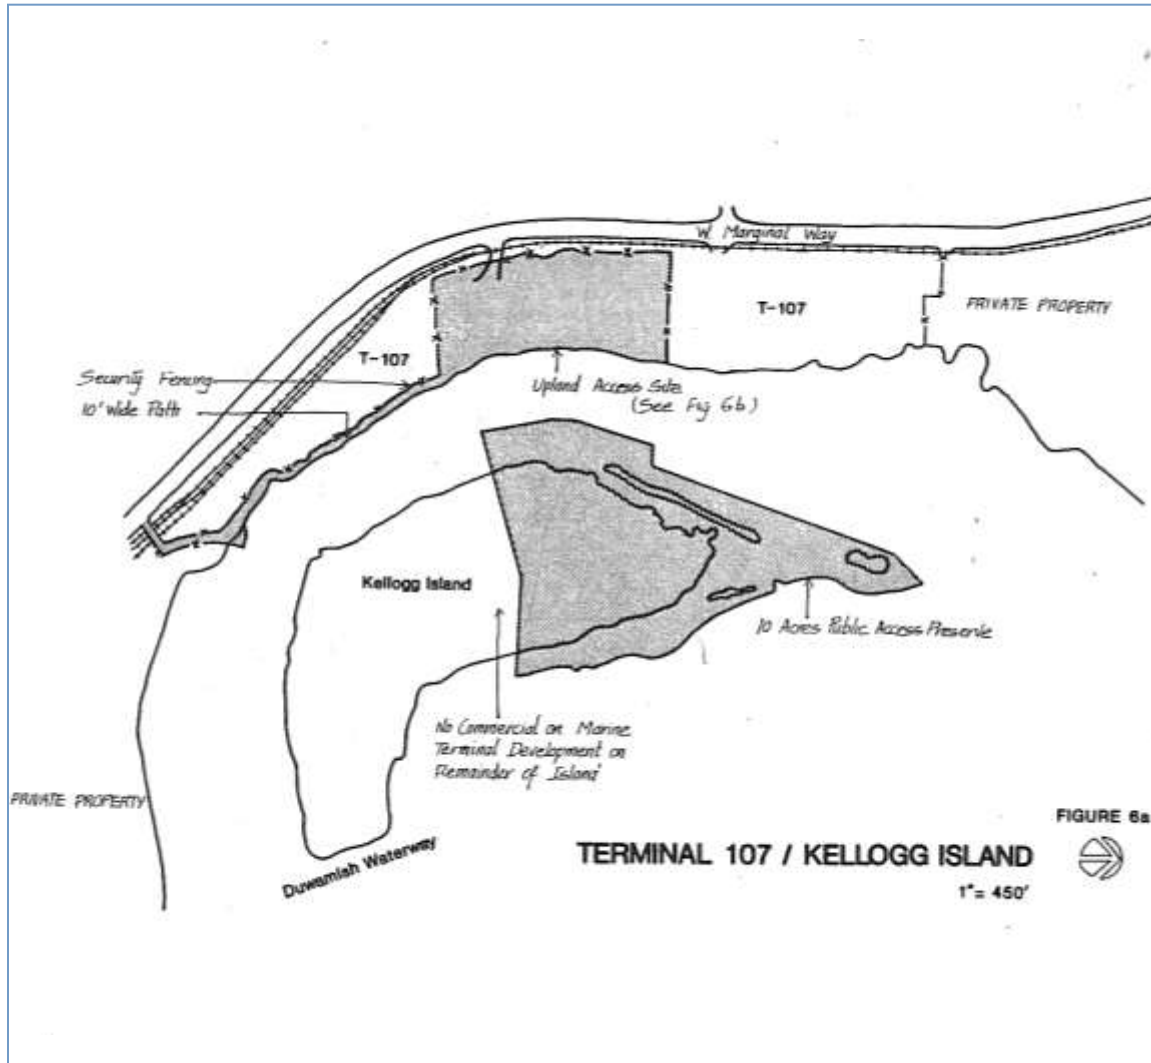 W. Marginal Way
T-107
PRIVATE PROPERTY
T-107
Security Fencing
10' Wide Path
Upland Access Site
(See Fig 6b)
Kellogg Island
10 Acres Public Access Preserve
No Commercial on Marine
Terminal Development on
Remainder of Island
PRIVATE PROPERTY
Duwamish Waterway
FIGURE 6a
TERMINAL 107 / KELLOGG ISLAND
1"= 450'